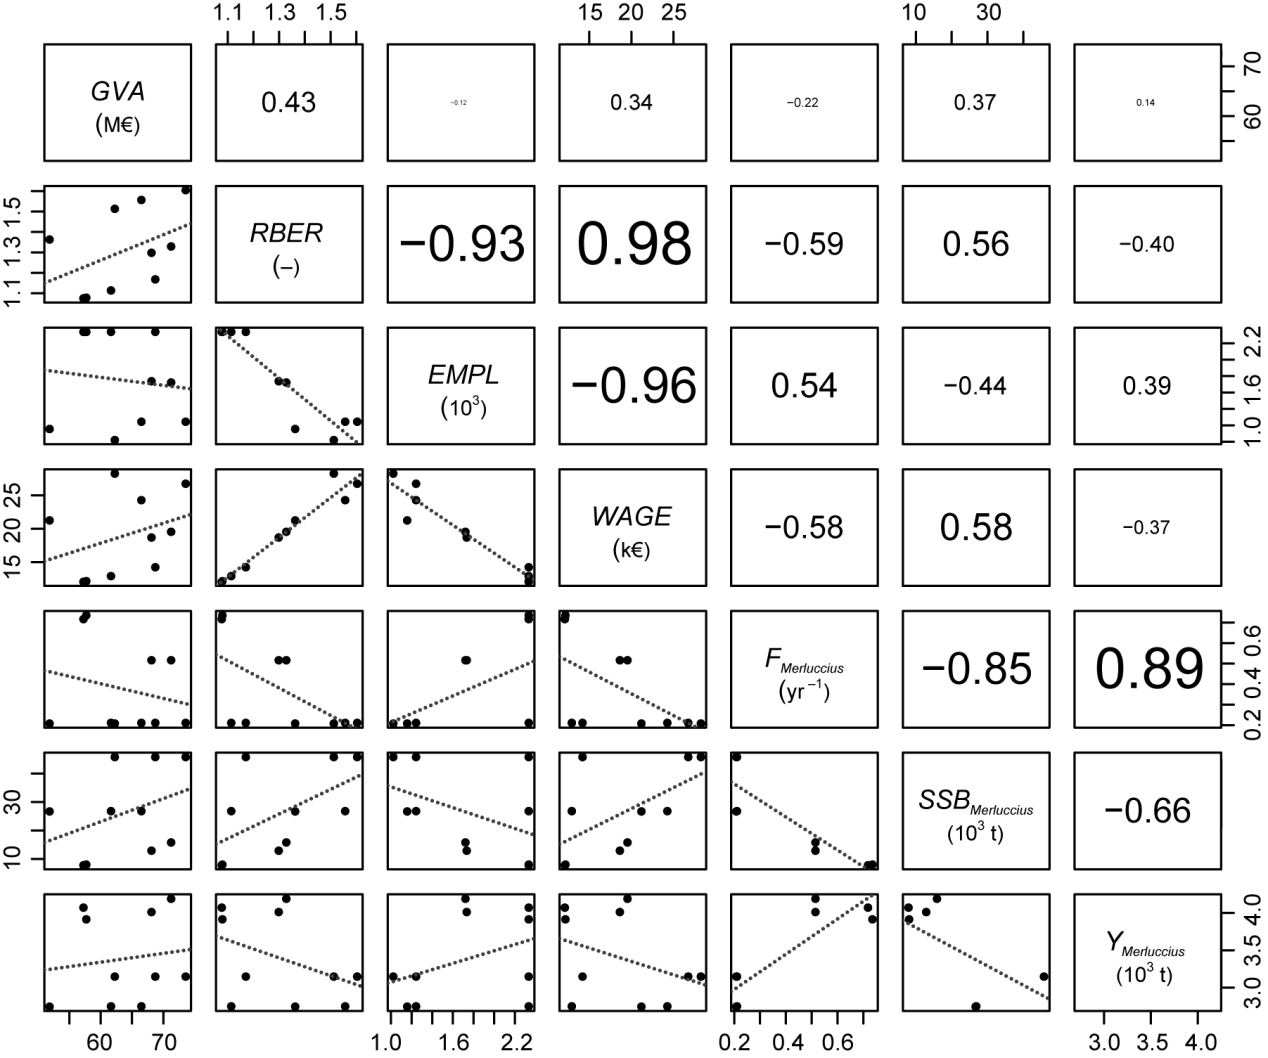 1.1 1.3 1.5 15 20 25 10 30
GVA 0.43 −0.12 0.34 −0.22 0.37 0.14 60 70
(M€)
1.1 1.3 1.5 RBER −0.93 0.98 −0.59 0.56 −0.40
(−)
EMPL −0.96 0.54 −0.44 0.39 1.0 1.6 2.2
(10³)
15 20 25 WAGE −0.58 0.58 −0.37
(k€)
F Merluccius −0.85 0.89 0.2 0.4 0.6
(yr⁻¹)
10 30 SSB Merluccius −0.66
(10³ t)
Y Merluccius 3.0 3.5 4.0
(10³ t)
60 70 1.0 1.6 2.2 0.2 0.4 0.6 3.0 3.5 4.0